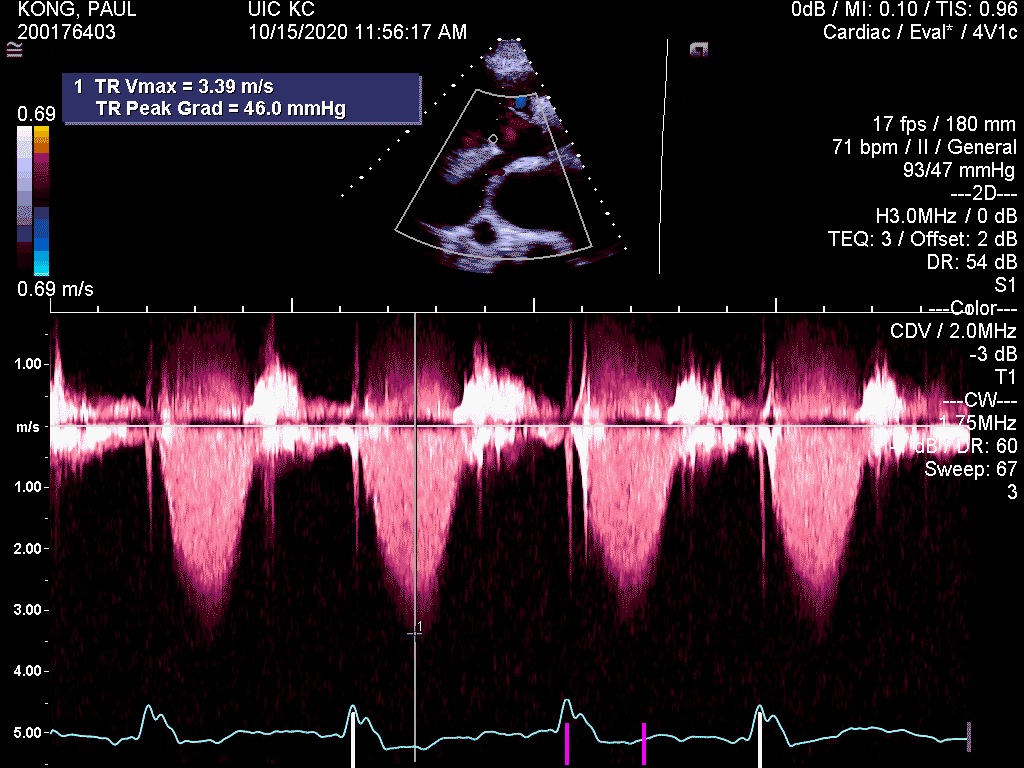 KONG, PAUL
200176403
UIC KC
10/15/2020 11:56:17 AM
0dB / MI: 0.10 / TIS: 0.96
Cardiac / Eval* / 4V1c
1 TR Vmax = 3.39 m/s
TR Peak Grad = 46.0 mmHg
0.69
0.69 m/s
17 fps / 180 mm
71 bpm / II / General
93/47 mmHg
---2D---
H3.0MHz / 0 dB
TEQ: 3 / Offset: 2 dB
DR: 54 dB
S1
---Color---
CDV / 2.0MHz
-3 dB
T1
---CW---
1.75MHz
dB / DR: 60
Sweep: 67
3
1.00
m/s
1.00
2.00
3.00
4.00
5.00
1